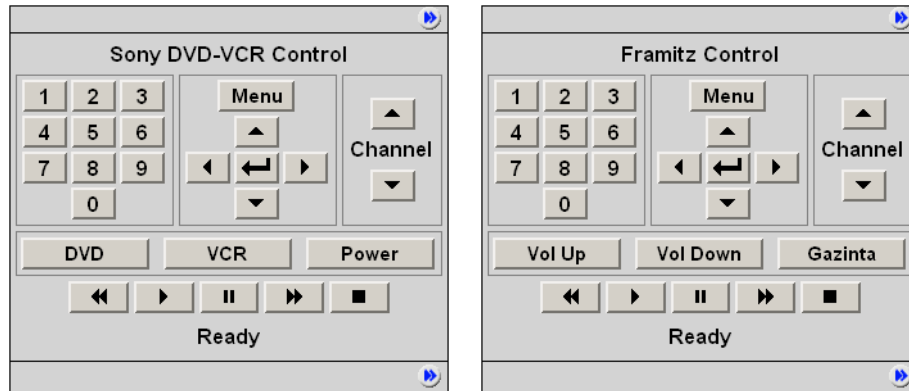 Sony DVD-VCR Control
1 2 3
4 5 6
7 8 9
0
Menu
Channel
DVD VCR Power
Ready
Framitz Control
1 2 3
4 5 6
7 8 9
0
Menu
Channel
Vol Up Vol Down Gazinta
Ready